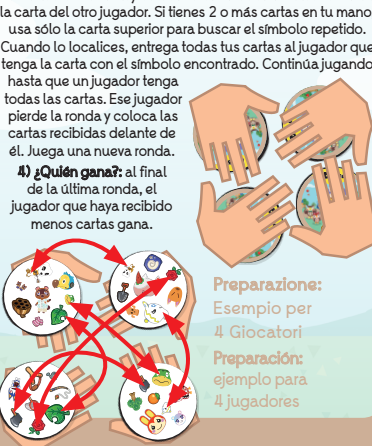 la carta del otro jugador. Si tienes 2 o más cartas en tu mano
usa sólo la carta superior para buscar el símbolo repetido.
Cuando lo localices, entrega todas tus cartas al jugador que
tenga la carta con el símbolo encontrado. Continúa jugando
hasta que un jugador tenga
todas las cartas. Ese jugador
pierde la ronda y coloca las
cartas recibidas delante de
él. Juega una nueva ronda.
4) ¿Quién gana?: al final
de la última ronda, el
jugador que haya recibido
menos cartas gana.
Preparazione:
Esempio per
4 Giocatori
Preparación:
ejemplo para
4 jugadores